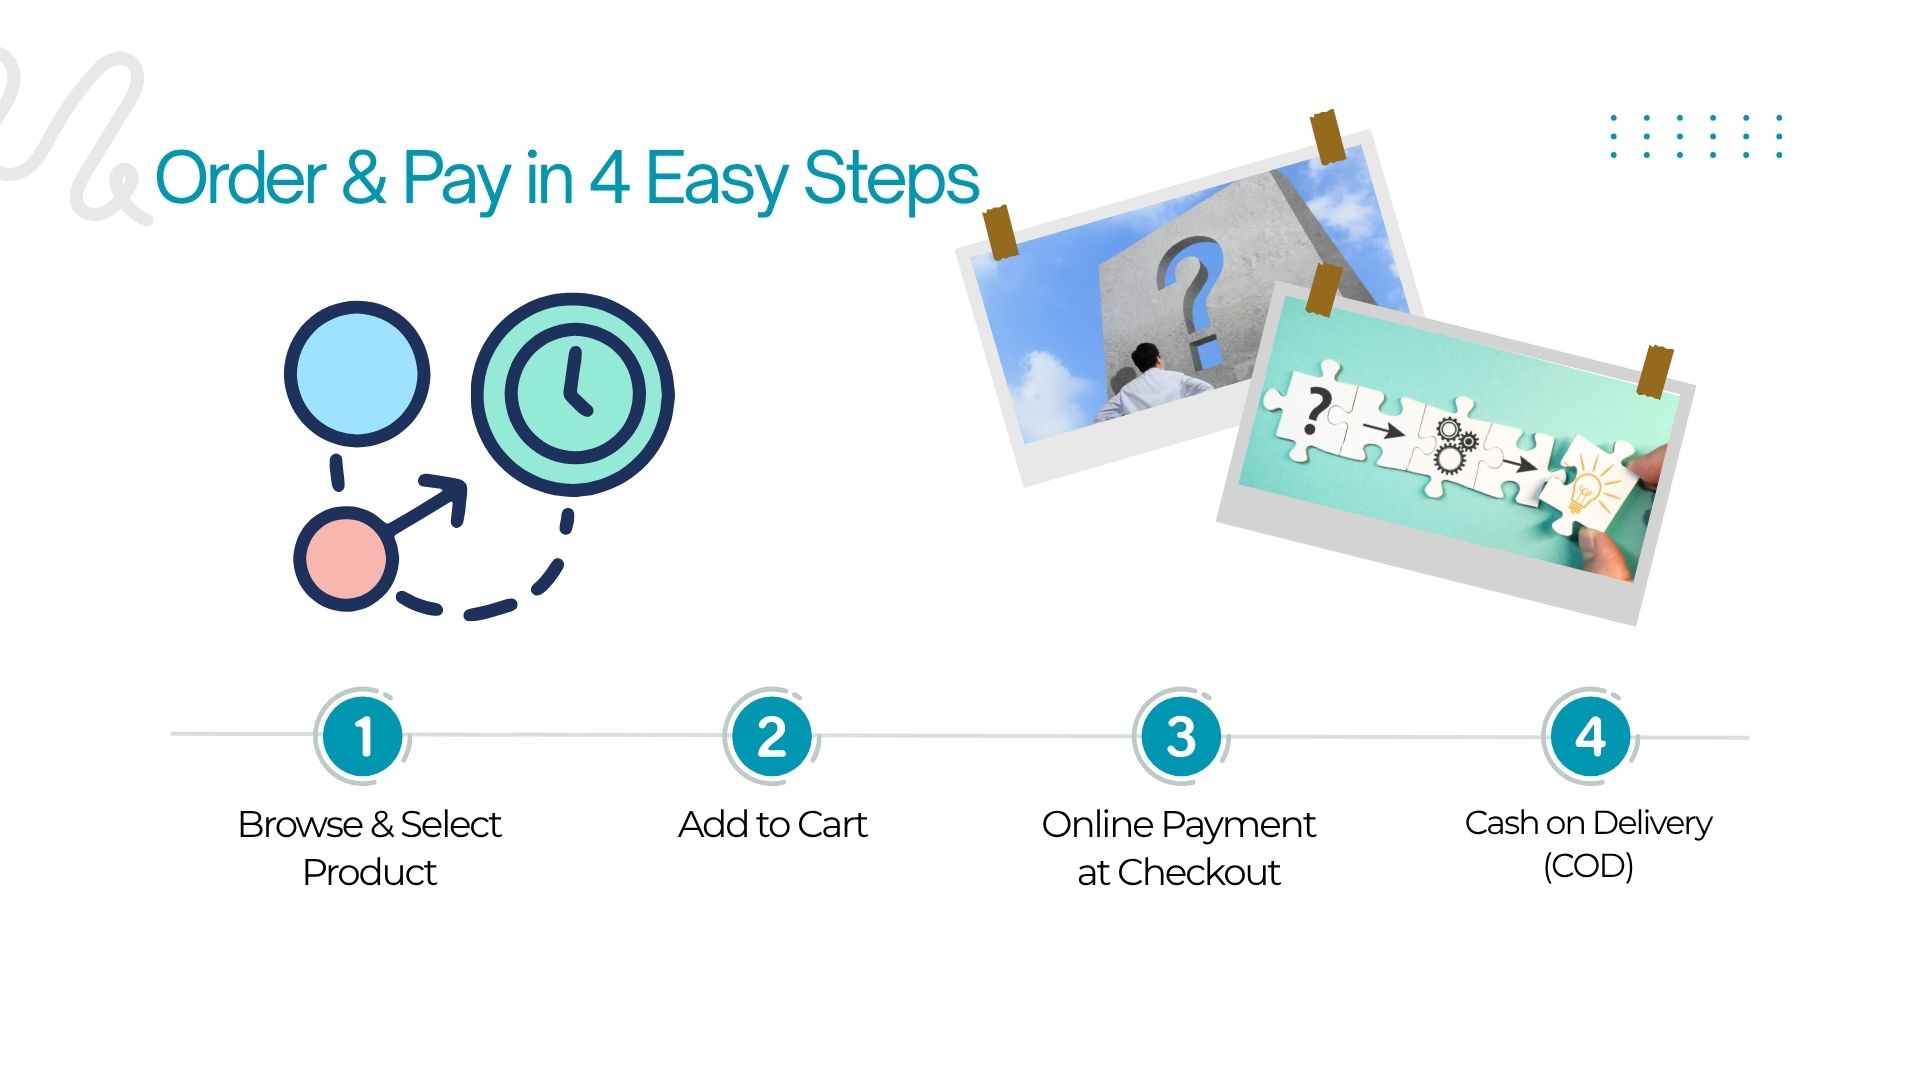 Order & Pay in 4 Easy Steps
?
?
1
2
3
4
Browse & Select
Product
Add to Cart
Online Payment
at Checkout
Cash on Delivery
(COD)